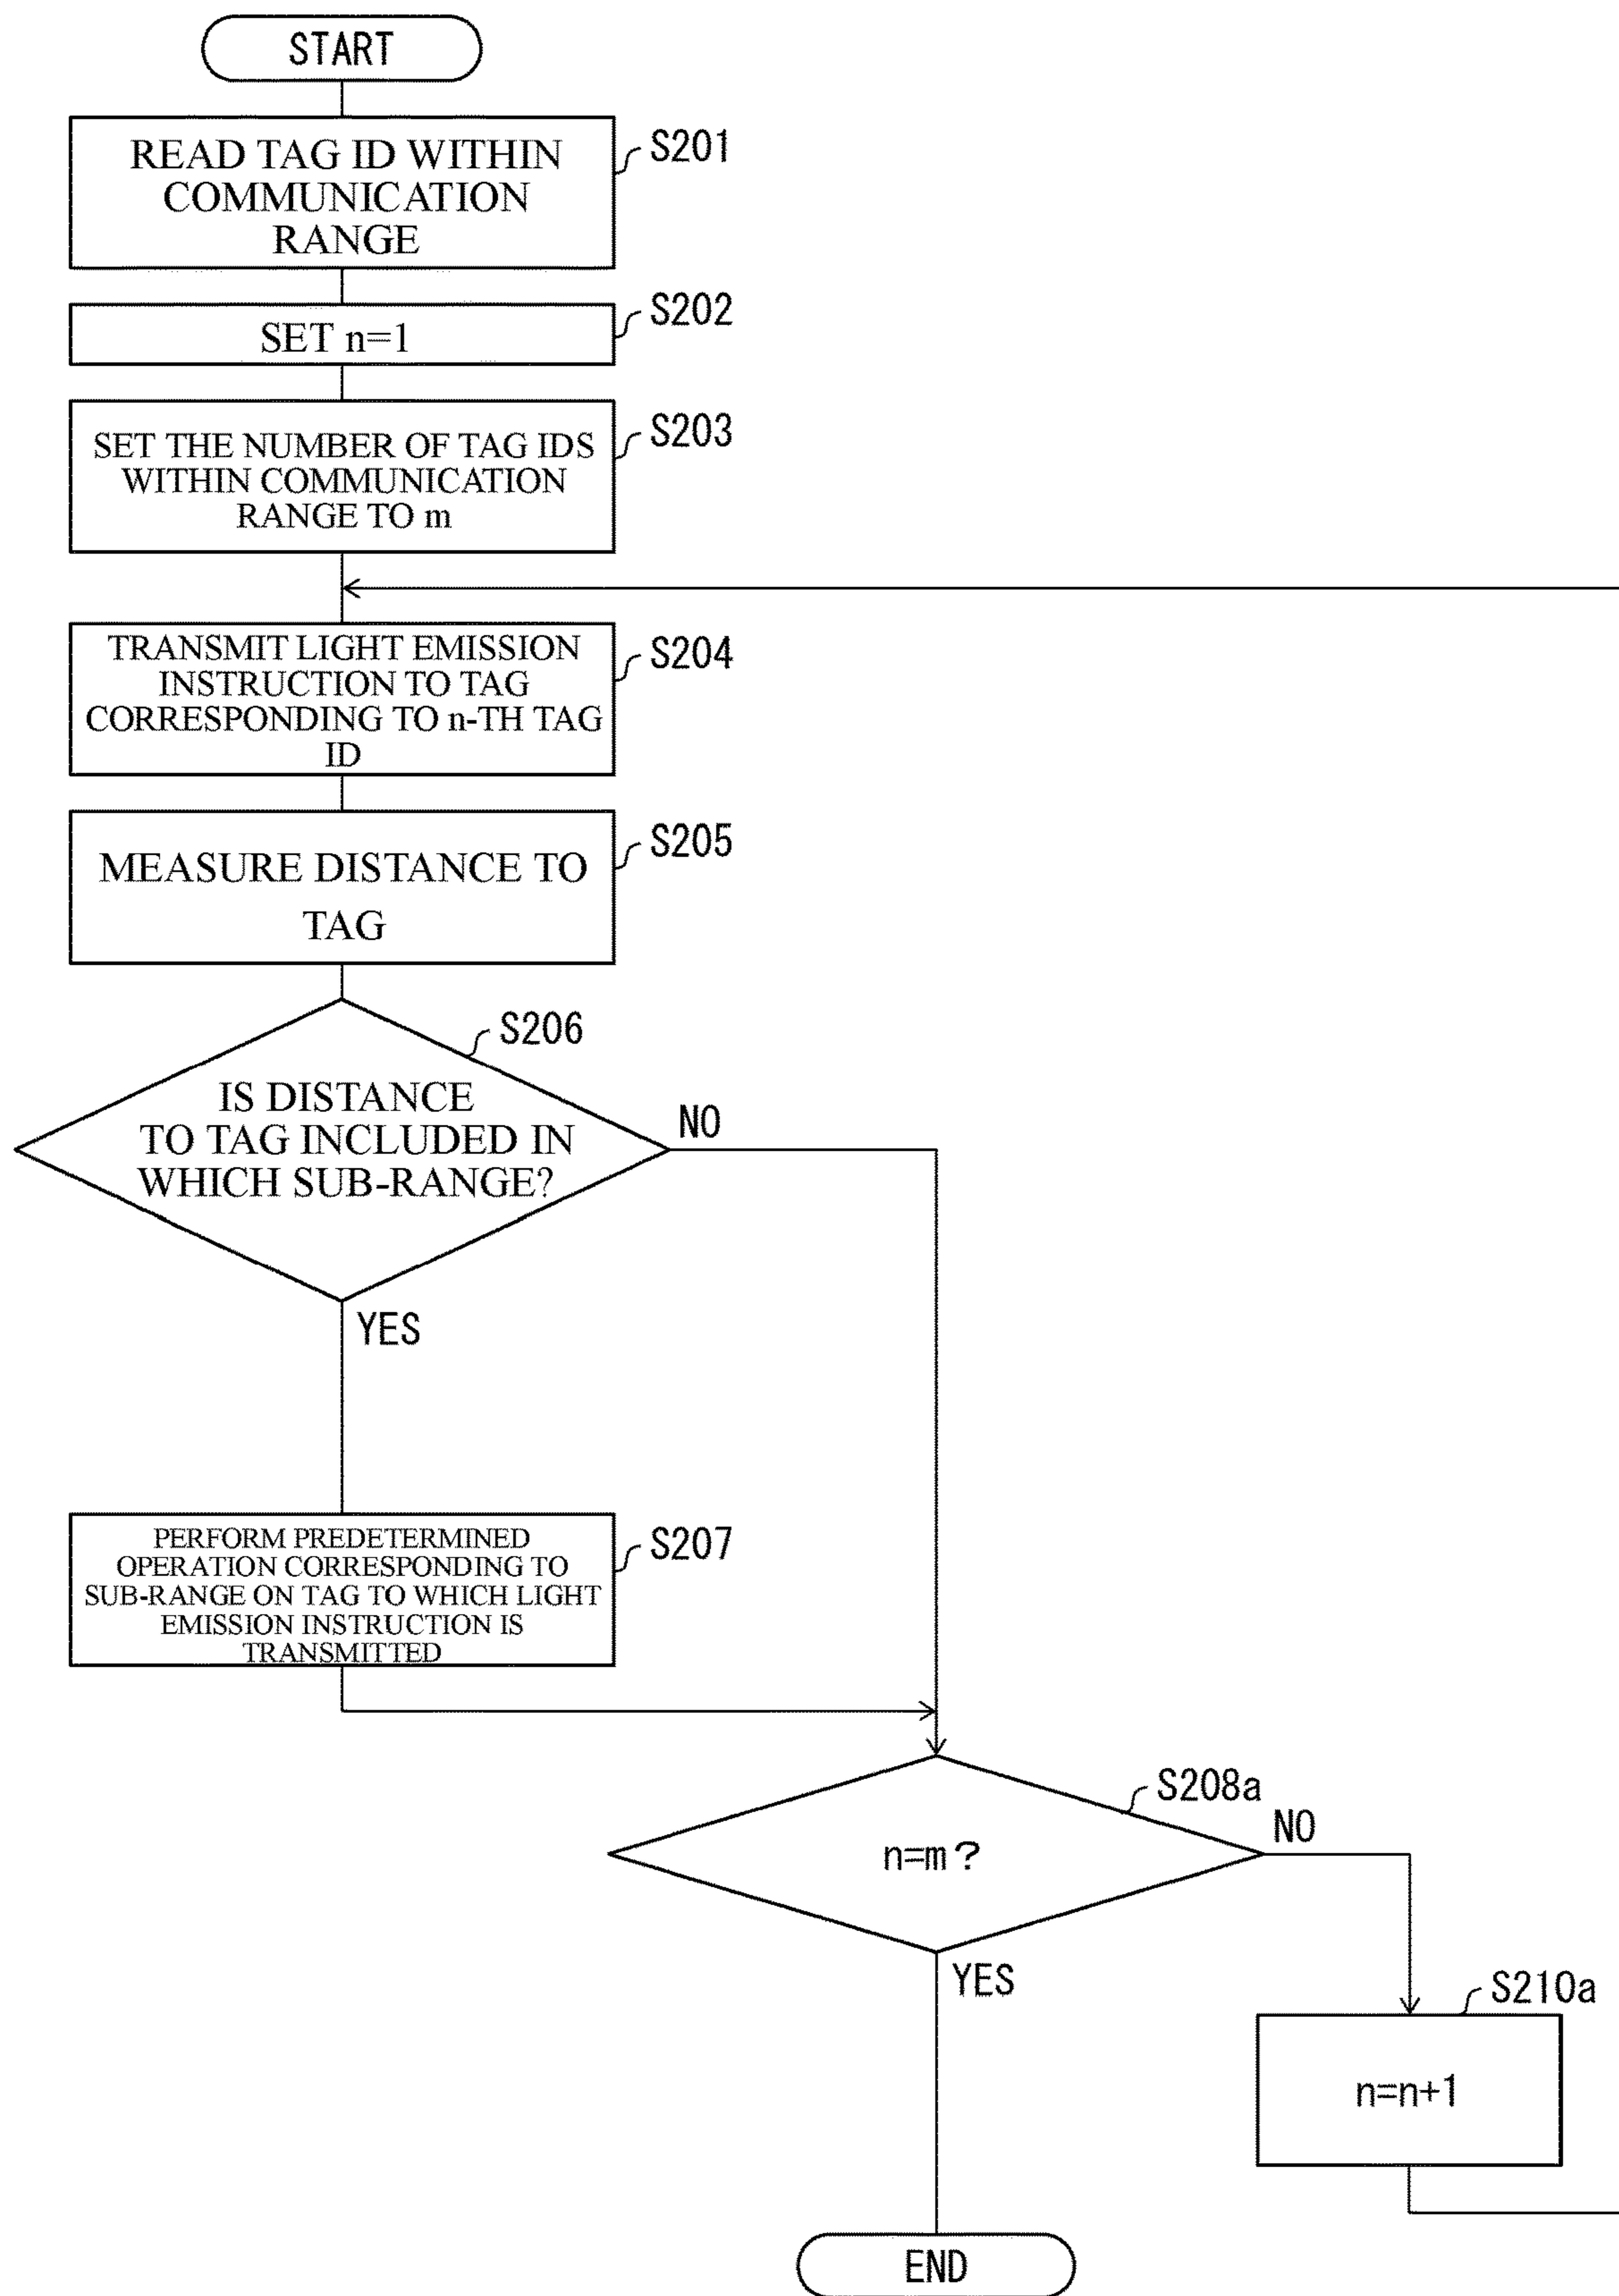 START
READ TAG ID WITHIN
COMMUNICATION
RANGE
S201
SET n=1
S202
SET THE NUMBER OF TAG IDS
WITHIN COMMUNICATION
RANGE TO m
S203
TRANSMIT LIGHT EMISSION
INSTRUCTION TO TAG
CORRESPONDING TO n-TH TAG
ID
S204
MEASURE DISTANCE TO
TAG
S205
S206
IS DISTANCE
TO TAG INCLUDED IN
WHICH SUB-RANGE?
NO
YES
PERFORM PREDETERMINED
OPERATION CORRESPONDING TO
SUB-RANGE ON TAG TO WHICH LIGHT
EMISSION INSTRUCTION IS
TRANSMITTED
S207
S208a
n=m?
NO
YES
S210a
n=n+1
END